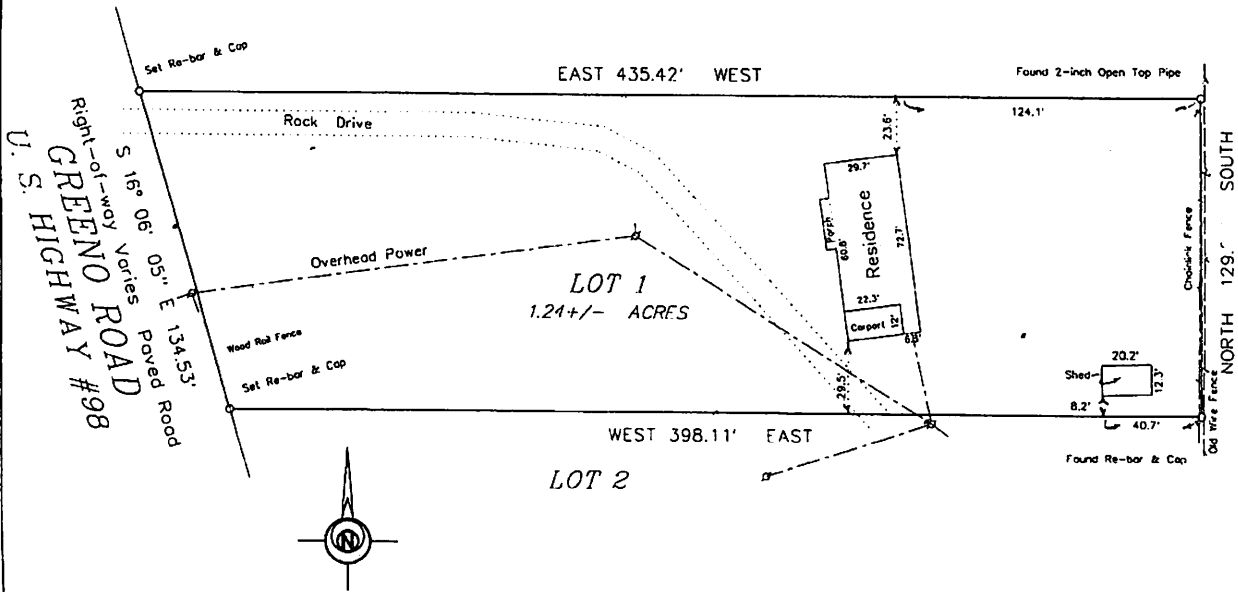 Set Re-bar & Cap
EAST 435.42' WEST
Found 2-inch Open Top Pipe
Rock Drive
124.1'
23.6'
S 16° 06' 05" E 134.53'
Right-of-way Varies Paved Road
GREENO ROAD
U. S. HIGHWAY #98
29.7'
Porch
60.6'
Residence
72.7'
Chainlink Fence
NORTH 129. SOUTH
Overhead Power
LOT 1
1.24+/- ACRES
22.3'
Carport
12'
Wood Rail Fence
Set Re-bar & Cap
29.5'
Shed
20.2'
12.3'
8.2'
40.7'
Old Wire Fence
WEST 398.11' EAST
Found Re-bar & Cap
LOT 2
N